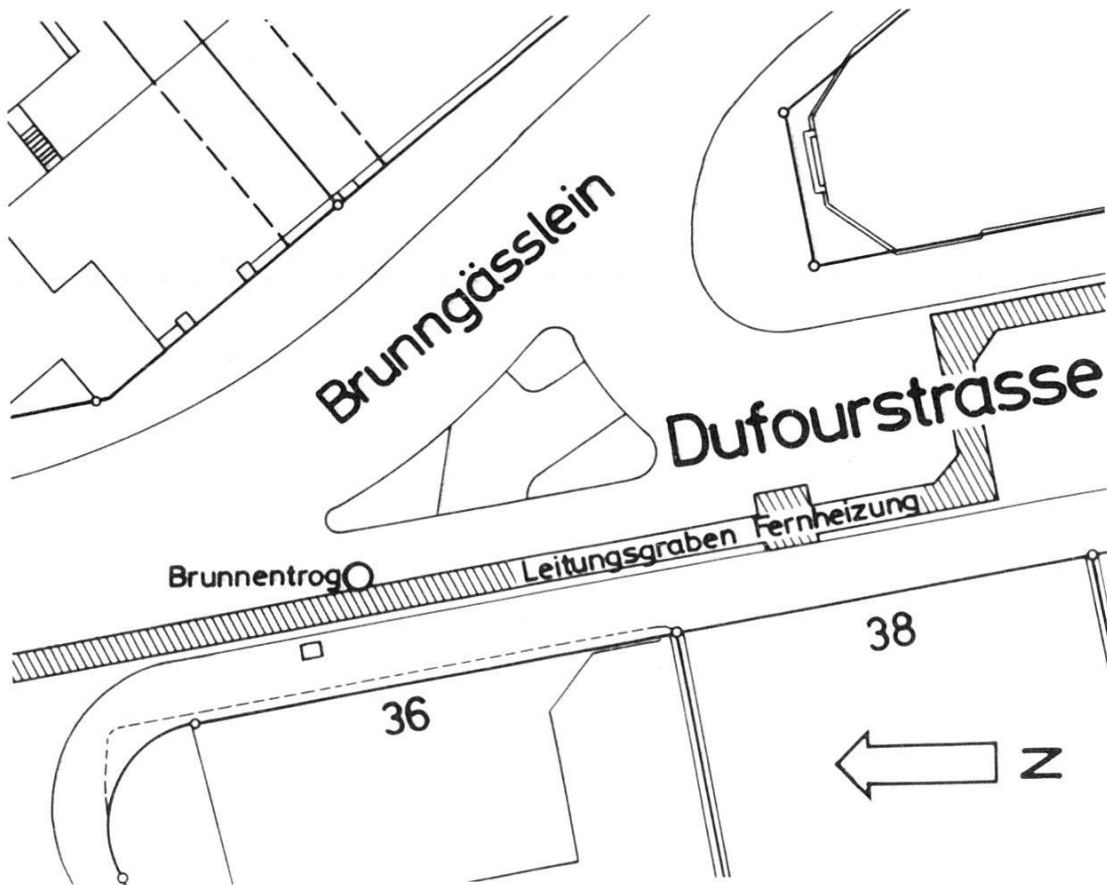 Brunngässlein
Dufourstrasse
Leitungsgraben Fernheizung
Brunnentrog
38
36
N